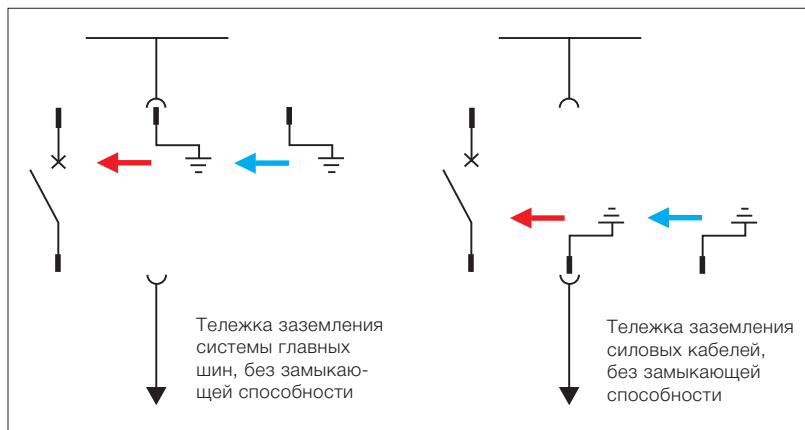 Тележка заземления
системы главных
шин, без замыкаю-
щей способности
Тележка заземления
силовых кабелей,
без замыкающей
способности